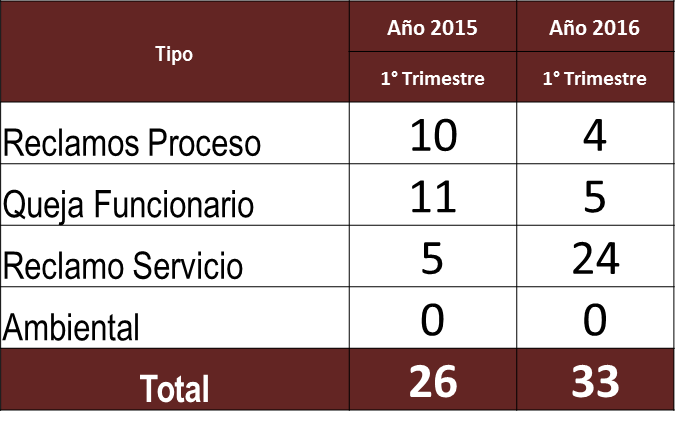 Tipo Año 2015 Año 2016
1° Trimestre 1° Trimestre
Reclamos Proceso 10 4
Queja Funcionario 11 5
Reclamo Servicio 5 24
Ambiental 0 0
Total 26 33